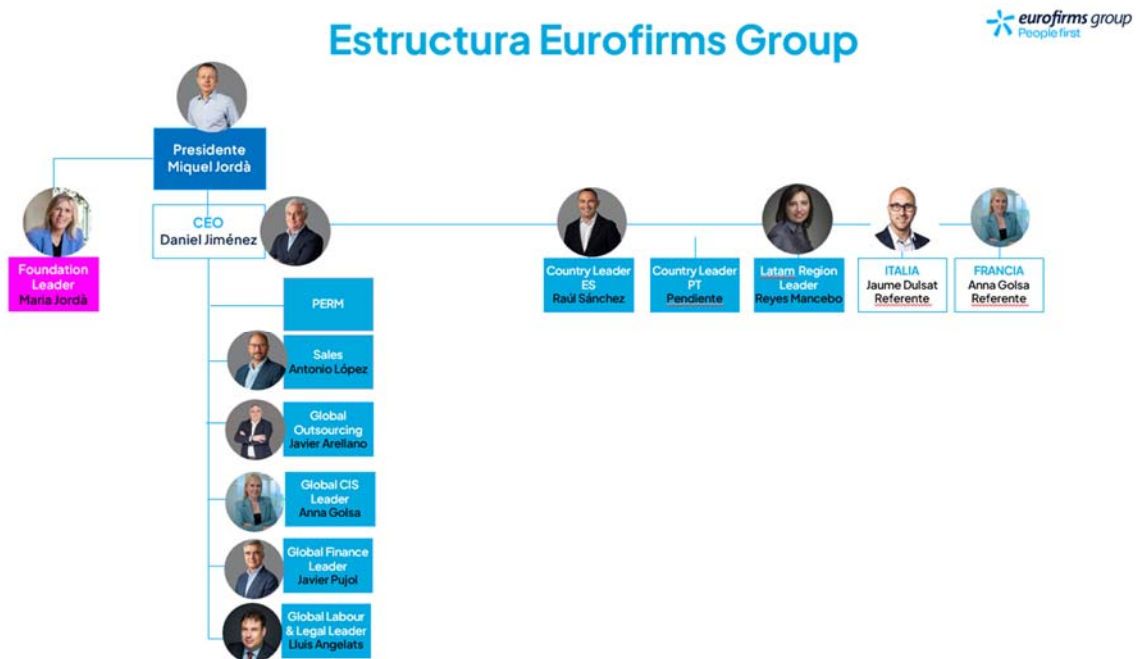 Estructura Eurofirms Group
eurofirms group
People first
Presidente
Miquel Jordà
CEO
Daniel Jiménez
Foundation
Leader
Maria Jordà
Country Leader
ES
Raúl Sánchez
Country Leader
PT
Pendiente
Latam Region
Leader
Reyes Mancebo
ITALIA
Jaume Dulsat
Referente
FRANCIA
Anna Golsa
Referente
PERM
Sales
Antonio López
Global
Outsourcing
Javier Arellano
Global CIS
Leader
Anna Golsa
Global Finance
Leader
Javier Pujol
Global Labour
& Legal Leader
Lluis Angelats